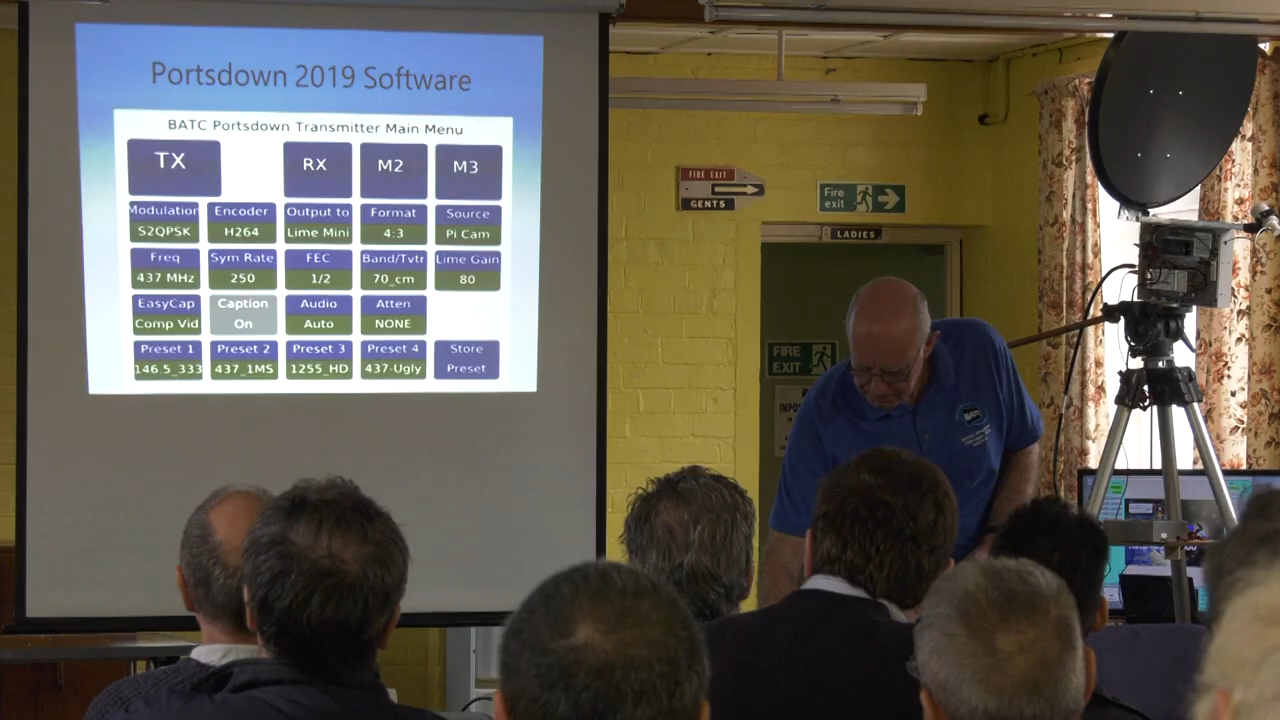 Portsdown 2019 Software
BATC Portsdown Transmitter Main Menu
TX RX M2 M3
Modulation Encoder Output to Format Source
S2QPSK H264 Lime Mini 4:3 Pi Cam
Freq Sym Rate FEC Band/Tvtr Lime Gain
437 MHz 250 1/2 70_cm 80
EasyCap Caption Audio Atten
Comp Vid On Auto NONE
Preset 1 Preset 2 Preset 3 Preset 4 Store
146.5_333 437_1MS 1255_HD 437-Ugly Preset
FIRE EXIT
GENTS
Fire
exit
LADIES
FIRE
EXIT
BATC